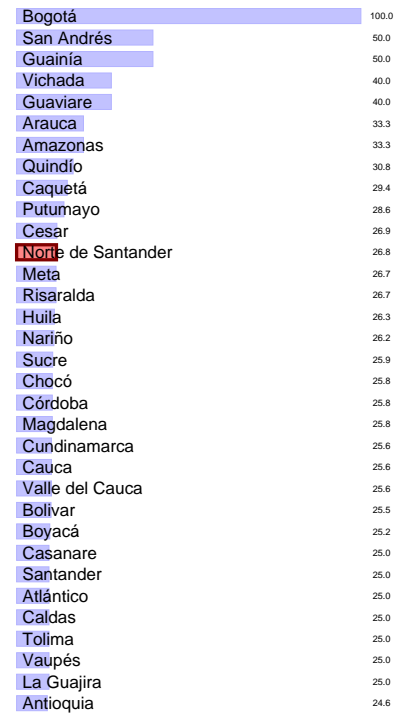 Bogotá 100.0
San Andrés 50.0
Guainía 50.0
Vichada 40.0
Guaviare 40.0
Arauca 33.3
Amazonas 33.3
Quindío 30.8
Caquetá 29.4
Putumayo 28.6
Cesar 26.9
Norte de Santander 26.8
Meta 26.7
Risaralda 26.7
Huila 26.3
Nariño 26.2
Sucre 25.9
Chocó 25.8
Córdoba 25.8
Magdalena 25.8
Cundinamarca 25.6
Cauca 25.6
Valle del Cauca 25.6
Bolivar 25.5
Boyacá 25.2
Casanare 25.0
Santander 25.0
Atlántico 25.0
Caldas 25.0
Tolima 25.0
Vaupés 25.0
La Guajira 25.0
Antioquia 24.6